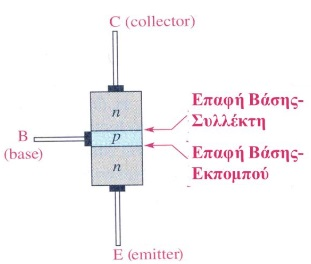 C (collector)
n
Επαφή Βάσης-
Συλλέκτη
B
(base)
p
Επαφή Βάσης-
Εκπομπού
n
E (emitter)